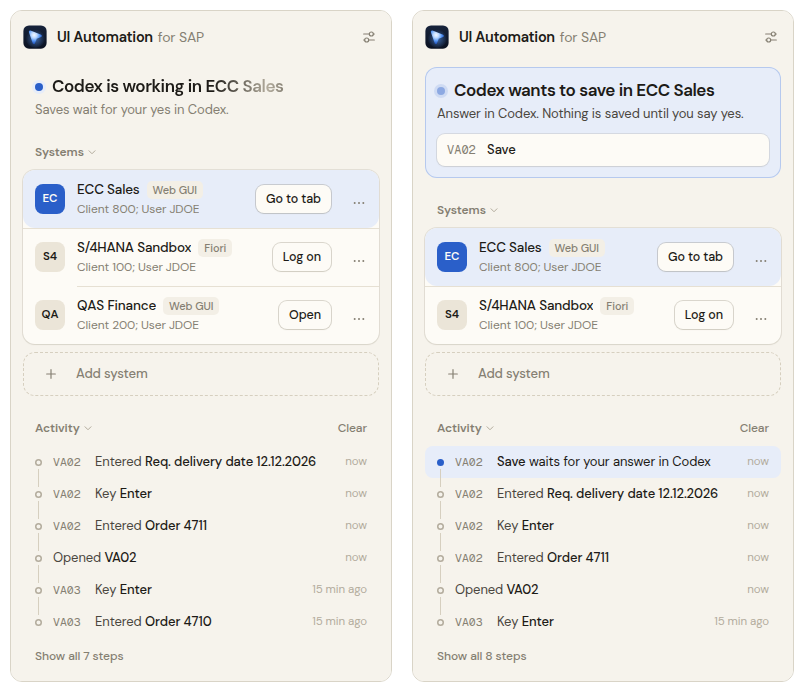 UI Automation for SAP
Codex is working in ECC Sales
Saves wait for your yes in Codex.
Systems
EC
ECC Sales Web GUI
Client 800; User JDOE
Go to tab
...
S4
S/4HANA Sandbox Fiori
Client 100; User JDOE
Log on
...
QA
QAS Finance Web GUI
Client 200; User JDOE
Open
...
+ Add system
Activity Clear
VA02 Entered Req. delivery date 12.12.2026 now
VA02 Key Enter now
VA02 Entered Order 4711 now
Opened VA02 now
VA03 Key Enter 15 min ago
VA03 Entered Order 4710 15 min ago
Show all 7 steps
UI Automation for SAP
Codex wants to save in ECC Sales
Answer in Codex. Nothing is saved until you say yes.
VA02 Save
Systems
EC
ECC Sales Web GUI
Client 800; User JDOE
Go to tab
...
S4
S/4HANA Sandbox Fiori
Client 100; User JDOE
Log on
...
+ Add system
Activity Clear
VA02 Save waits for your answer in Codex now
VA02 Entered Req. delivery date 12.12.2026 now
VA02 Key Enter now
VA02 Entered Order 4711 now
Opened VA02 now
VA03 Key Enter 15 min ago
Show all 8 steps